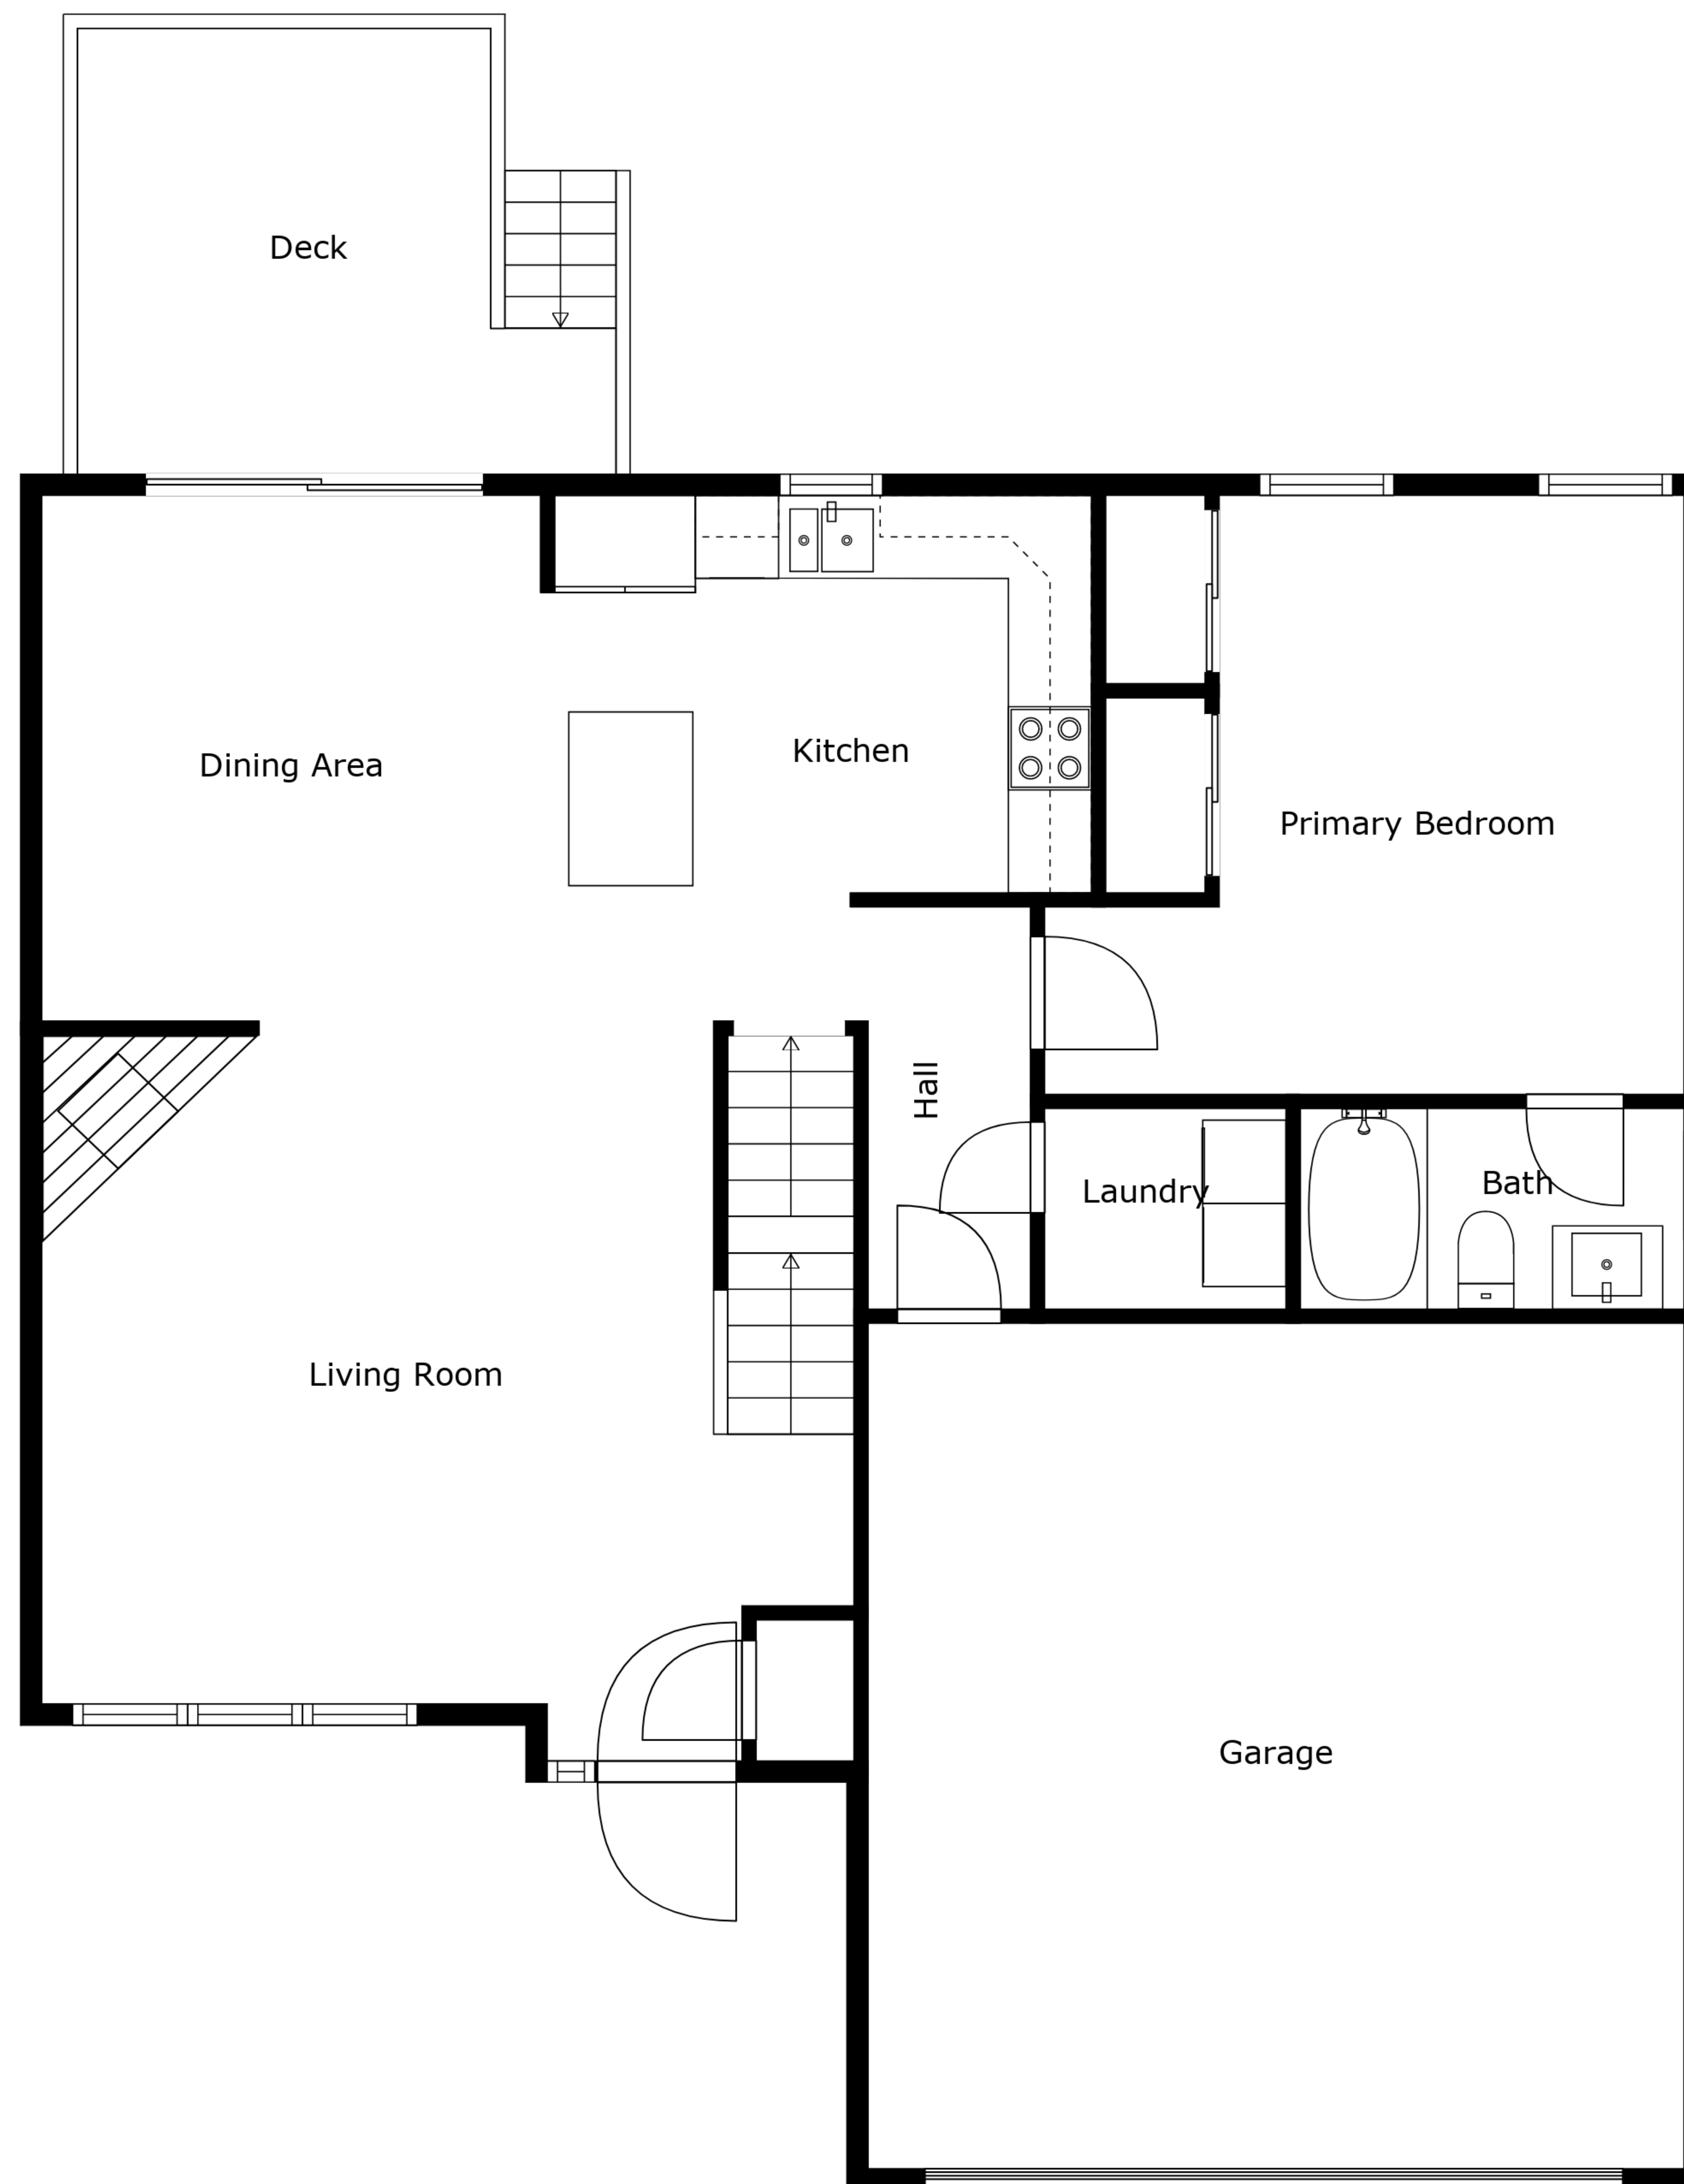 Deck
Dining Area
Kitchen
Primary Bedroom
Hall
Laundry
Bath
Living Room
Garage